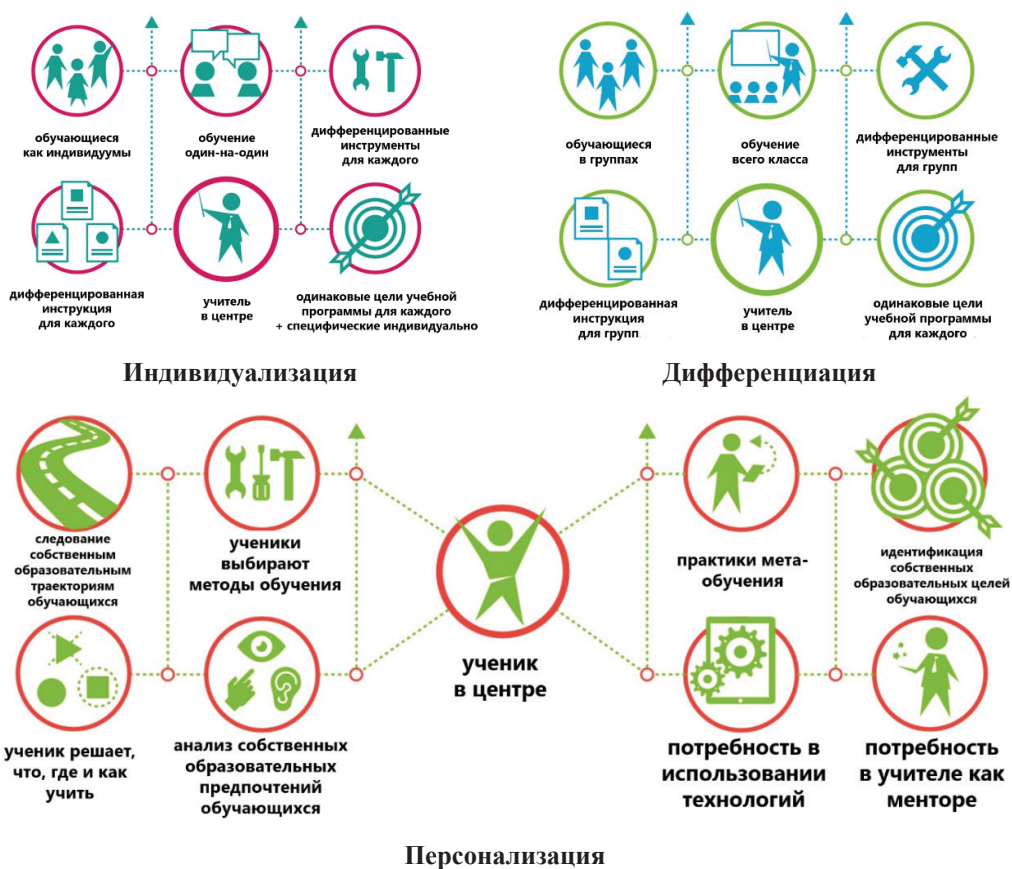 обучающиеся
как индивидуумы
обучение
один-на-один
дифференцированные
инструменты
для каждого
дифференцированная
инструкция
для каждого
учитель
в центре
одинаковые цели учебной
программы для каждого
+ специфические индивидуально
Индивидуализация
обучающиеся
в группах
обучение
всего класса
дифференцированные
инструменты
для групп
дифференцированная
инструкция
для групп
учитель
в центре
одинаковые цели
учебной программы
для каждого
Дифференциация
следование
собственным
образовательным
траекториям
обучающихся
ученики
выбирают
методы обучения
ученик решает,
что, где и как
учить
анализ собственных
образовательных
предпочтений
обучающихся
ученик
в центре
практики мета-
обучения
идентификация
собственных
образовательных целей
обучающихся
потребность в
использовании
технологий
потребность
в учителе как
менторе
Персонализация